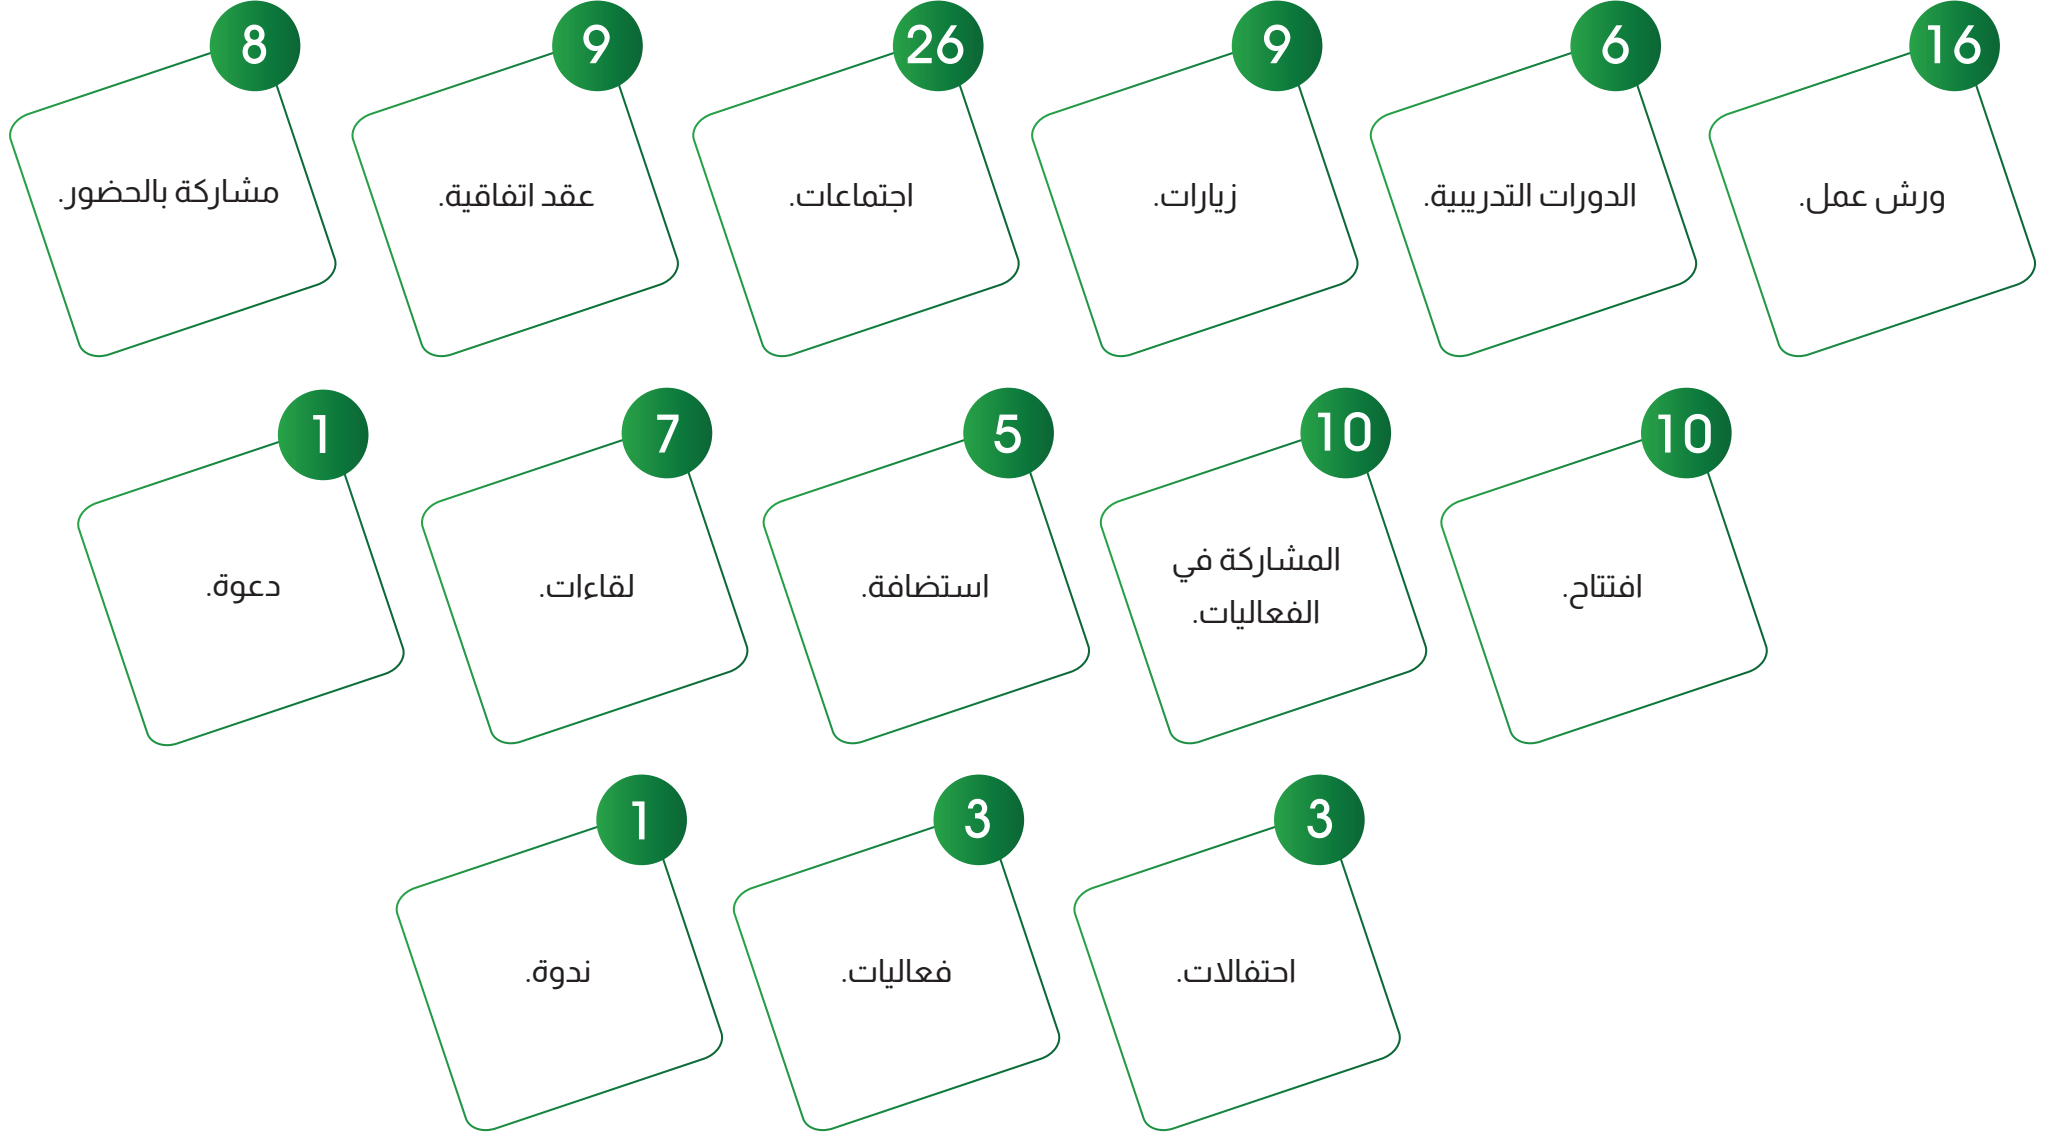 16
ورش عمل.
6
الدورات التدريبية.
9
زيارات.
26
اجتماعات.
9
عقد اتفاقية.
8
مشاركة بالحضور.
10
افتتاح.
10
المشاركة في
الفعاليات.
5
استضافة.
7
لقاءات.
1
دعوة.
3
احتفالات.
3
فعاليات.
1
ندوة.